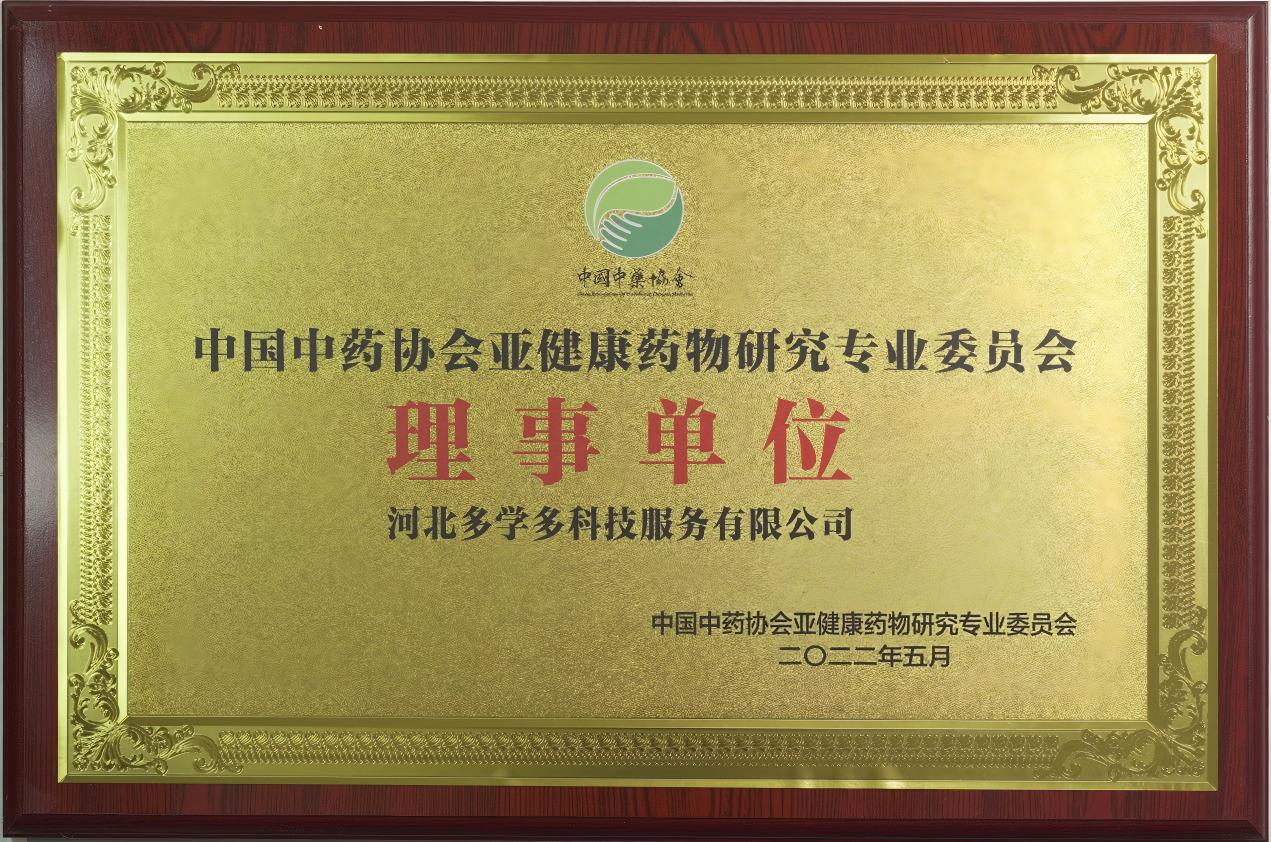 中国中藥協會
中国中药协会亚健康药物研究专业委员会
理事单位
河北多学多科技服务有限公司
中国中药协会亚健康药物研究专业委员会
二〇二二年五月